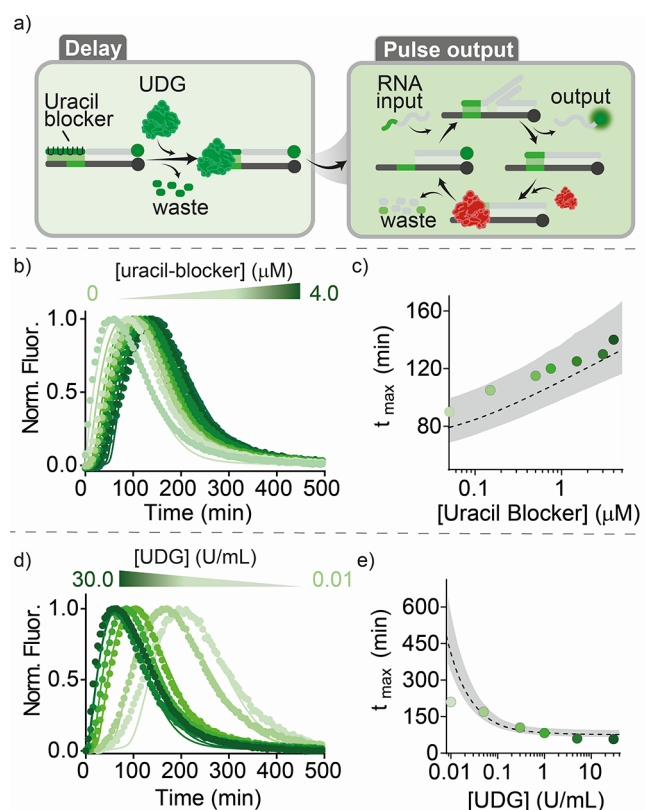 a)
Delay
Pulse output
Uracil
blocker
UDG
waste
RNA
input
output
waste
b)
[uracil-blocker] (μM)
0
4.0
Norm. Fluor.
1.0
0.5
0.0
0 100 200 300 400 500
Time (min)
c)
t max (min)
160
120
80
0.1 1
[Uracil Blocker] (μM)
d)
[UDG] (U/mL)
30.0
0.01
Norm. Fluor.
1.0
0.5
0.0
0 100 200 300 400 500
Time (min)
e)
t max (min)
600
450
300
150
0
0.01 0.1 1 10
[UDG] (U/mL)